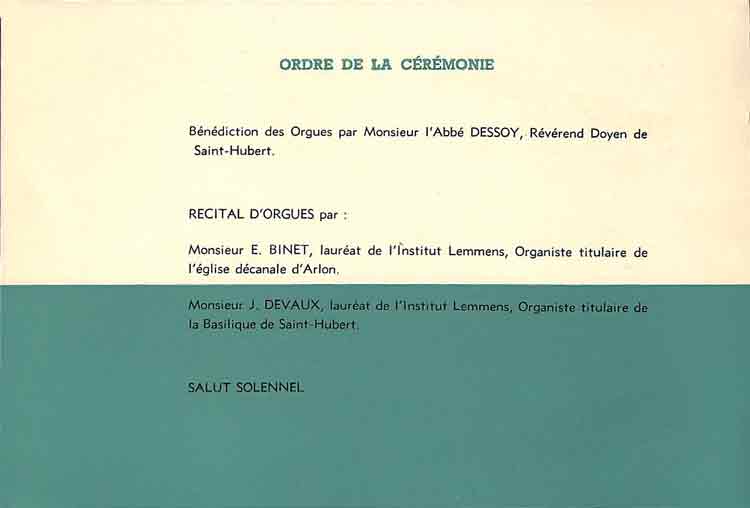 ORDRE DE LA CÉRÉMONIE
Bénédiction des Orgues par Monsieur l'Abbé DESSOY, Révérend Doyen de
Saint-Hubert.
RECITAL D'ORGUES par :
Monsieur E. BINET, lauréat de l'Institut Lemmens, Organiste titulaire de
l'église décanale d'Arlon.
Monsieur J. DEVAUX, lauréat de l'Institut Lemmens, Organiste titulaire de
la Basilique de Saint-Hubert.
SALUT SOLENNEL